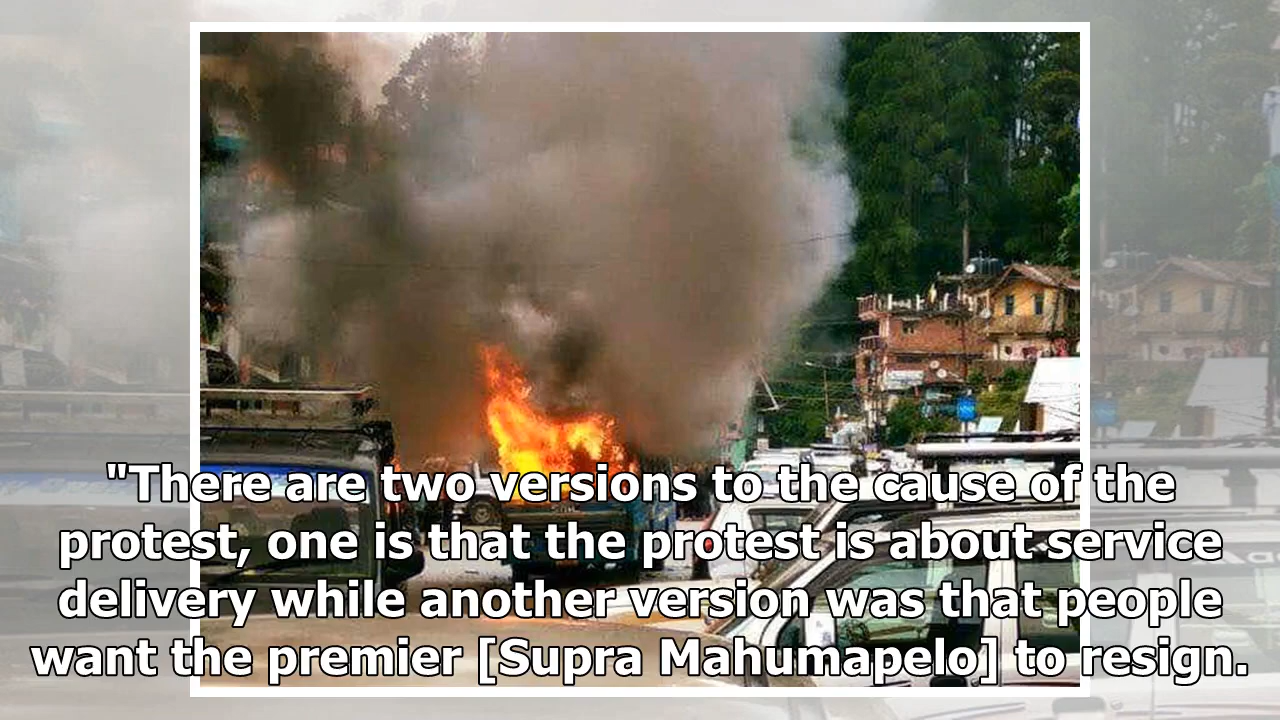 "There are two versions to the cause of the
protest, one is that the protest is about service
delivery while another version was that people
want the premier [Supra Mahumapelo] to resign.